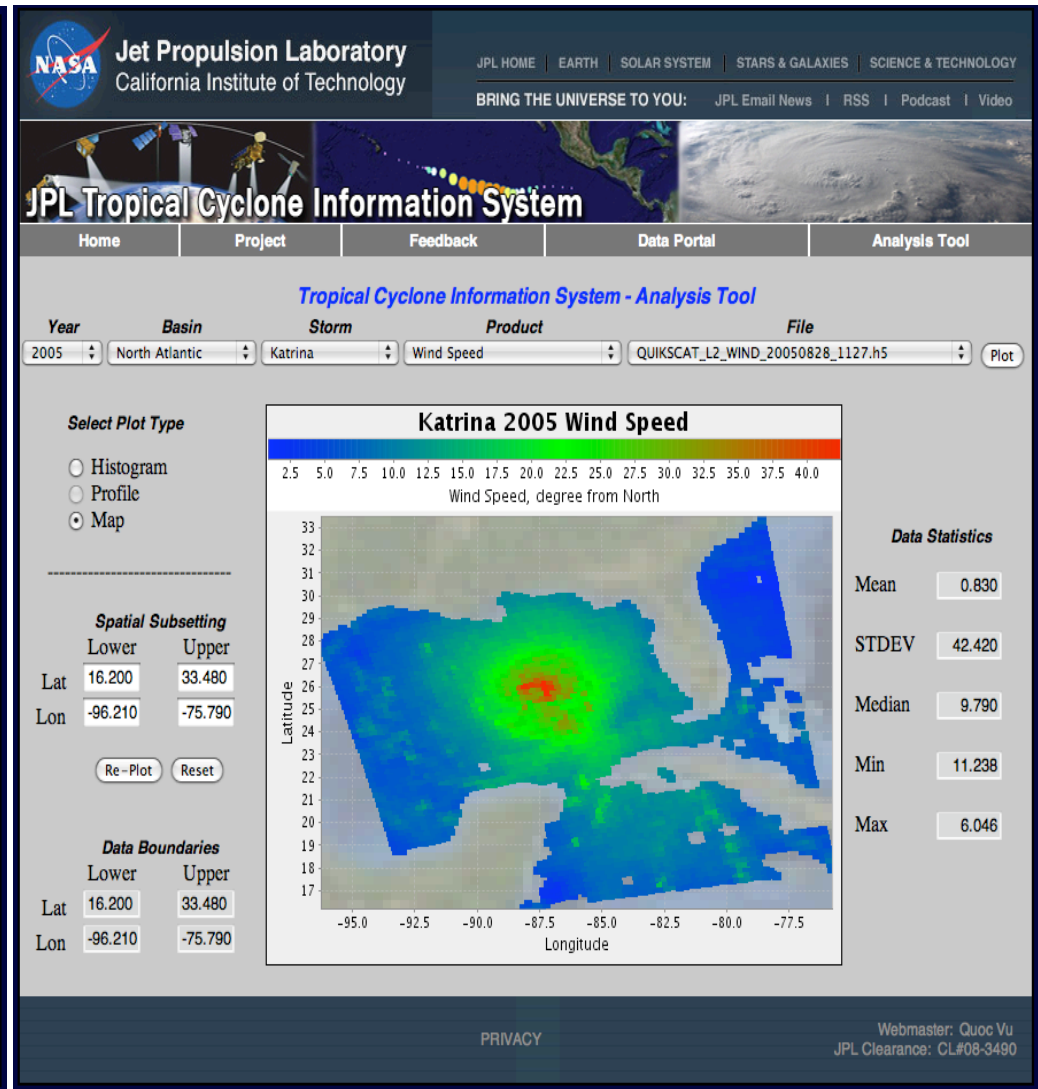 NASA
Jet Propulsion Laboratory
California Institute of Technology
JPL HOME | EARTH | SOLAR SYSTEM | STARS & GALAXIES | SCIENCE & TECHNOLOGY
BRING THE UNIVERSE TO YOU: JPL Email News | RSS | Podcast | Video
JPL Tropical Cyclone Information System
Home Project Feedback Data Portal Analysis Tool
Tropical Cyclone Information System - Analysis Tool
Year Basin Storm Product File
2005 North Atlantic Katrina Wind Speed QUIKSCAT_L2_WIND_20050828_1127.h5 Plot
Select Plot Type
Histogram
Profile
Map
---------------------------------
Spatial Subsetting
Lower Upper
Lat 16.200 33.480
Lon -96.210 -75.790
Re-Plot Reset
Data Boundaries
Lower Upper
Lat 16.200 33.480
Lon -96.210 -75.790
Katrina 2005 Wind Speed
2.5 5.0 7.5 10.0 12.5 15.0 17.5 20.0 22.5 25.0 27.5 30.0 32.5 35.0 37.5 40.0
Wind Speed, degree from North
33
32
31
30
29
28
27
26
25
24
23
22
21
20
19
18
17
Latitude
-95.0 -92.5 -90.0 -87.5 -85.0 -82.5 -80.0 -77.5
Longitude
Data Statistics
Mean 0.830
STDEV 42.420
Median 9.790
Min 11.238
Max 6.046
PRIVACY
Webmaster: Quoc Vu
JPL Clearance: CL#08-3490